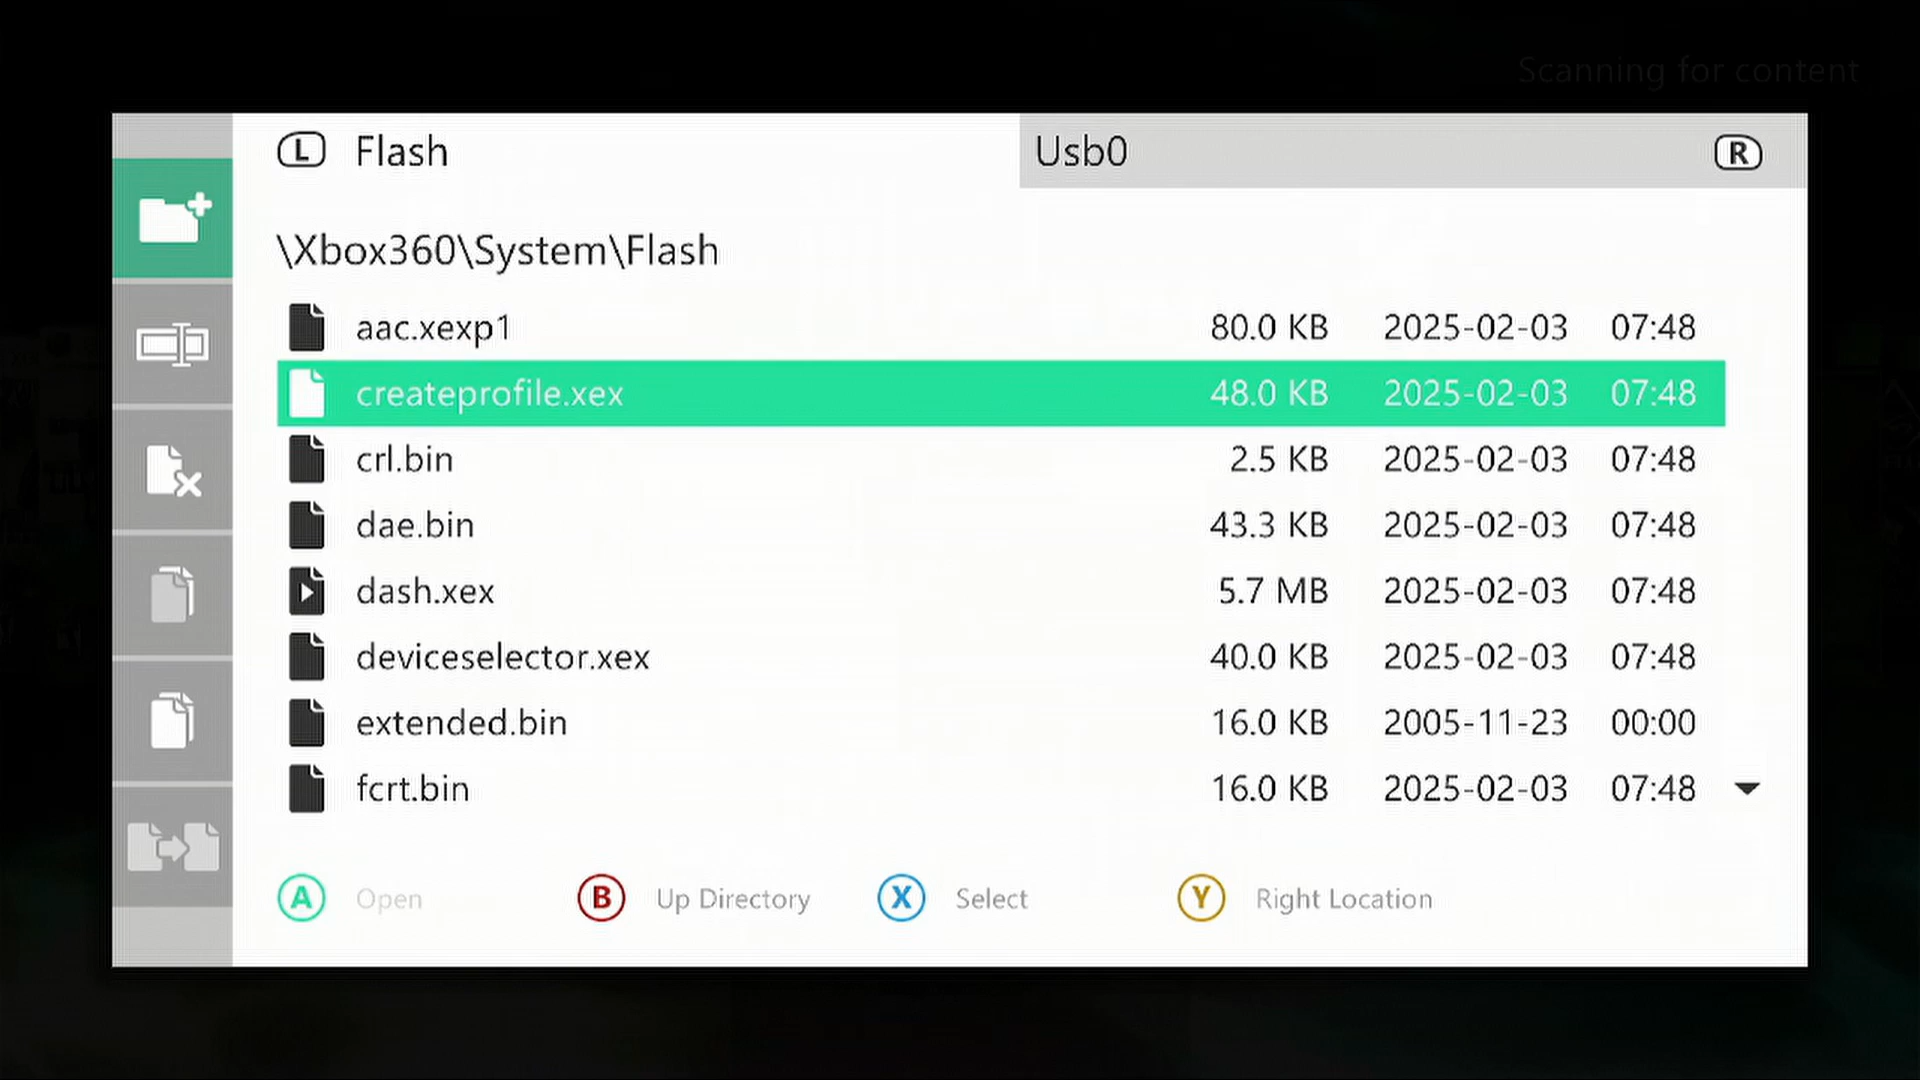 Scanning for content
L Flash
Usb0 R
\Xbox360\System\Flash
aac.xexp1 80.0 KB 2025-02-03 07:48
createprofile.xex 48.0 KB 2025-02-03 07:48
crl.bin 2.5 KB 2025-02-03 07:48
dae.bin 43.3 KB 2025-02-03 07:48
dash.xex 5.7 MB 2025-02-03 07:48
deviceselector.xex 40.0 KB 2025-02-03 07:48
extended.bin 16.0 KB 2005-11-23 00:00
fcrt.bin 16.0 KB 2025-02-03 07:48
A Open B Up Directory X Select Y Right Location